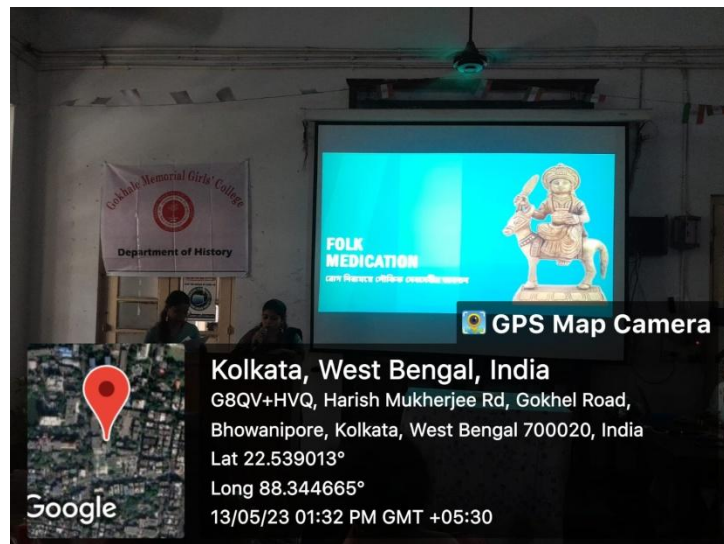 Gokhale Memorial Girls' College
Department of History
FOLK
MEDICATION
রোগ নিরাময়ে লৌকিক দেবদেবীর
GPS Map Camera
Kolkata, West Bengal, India
G8QV+HVQ, Harish Mukherjee Rd, Gokhel Road,
Bhowanipore, Kolkata, West Bengal 700020, India
Lat 22.539013°
Long 88.344665°
13/05/23 01:32 PM GMT +05:30
Google